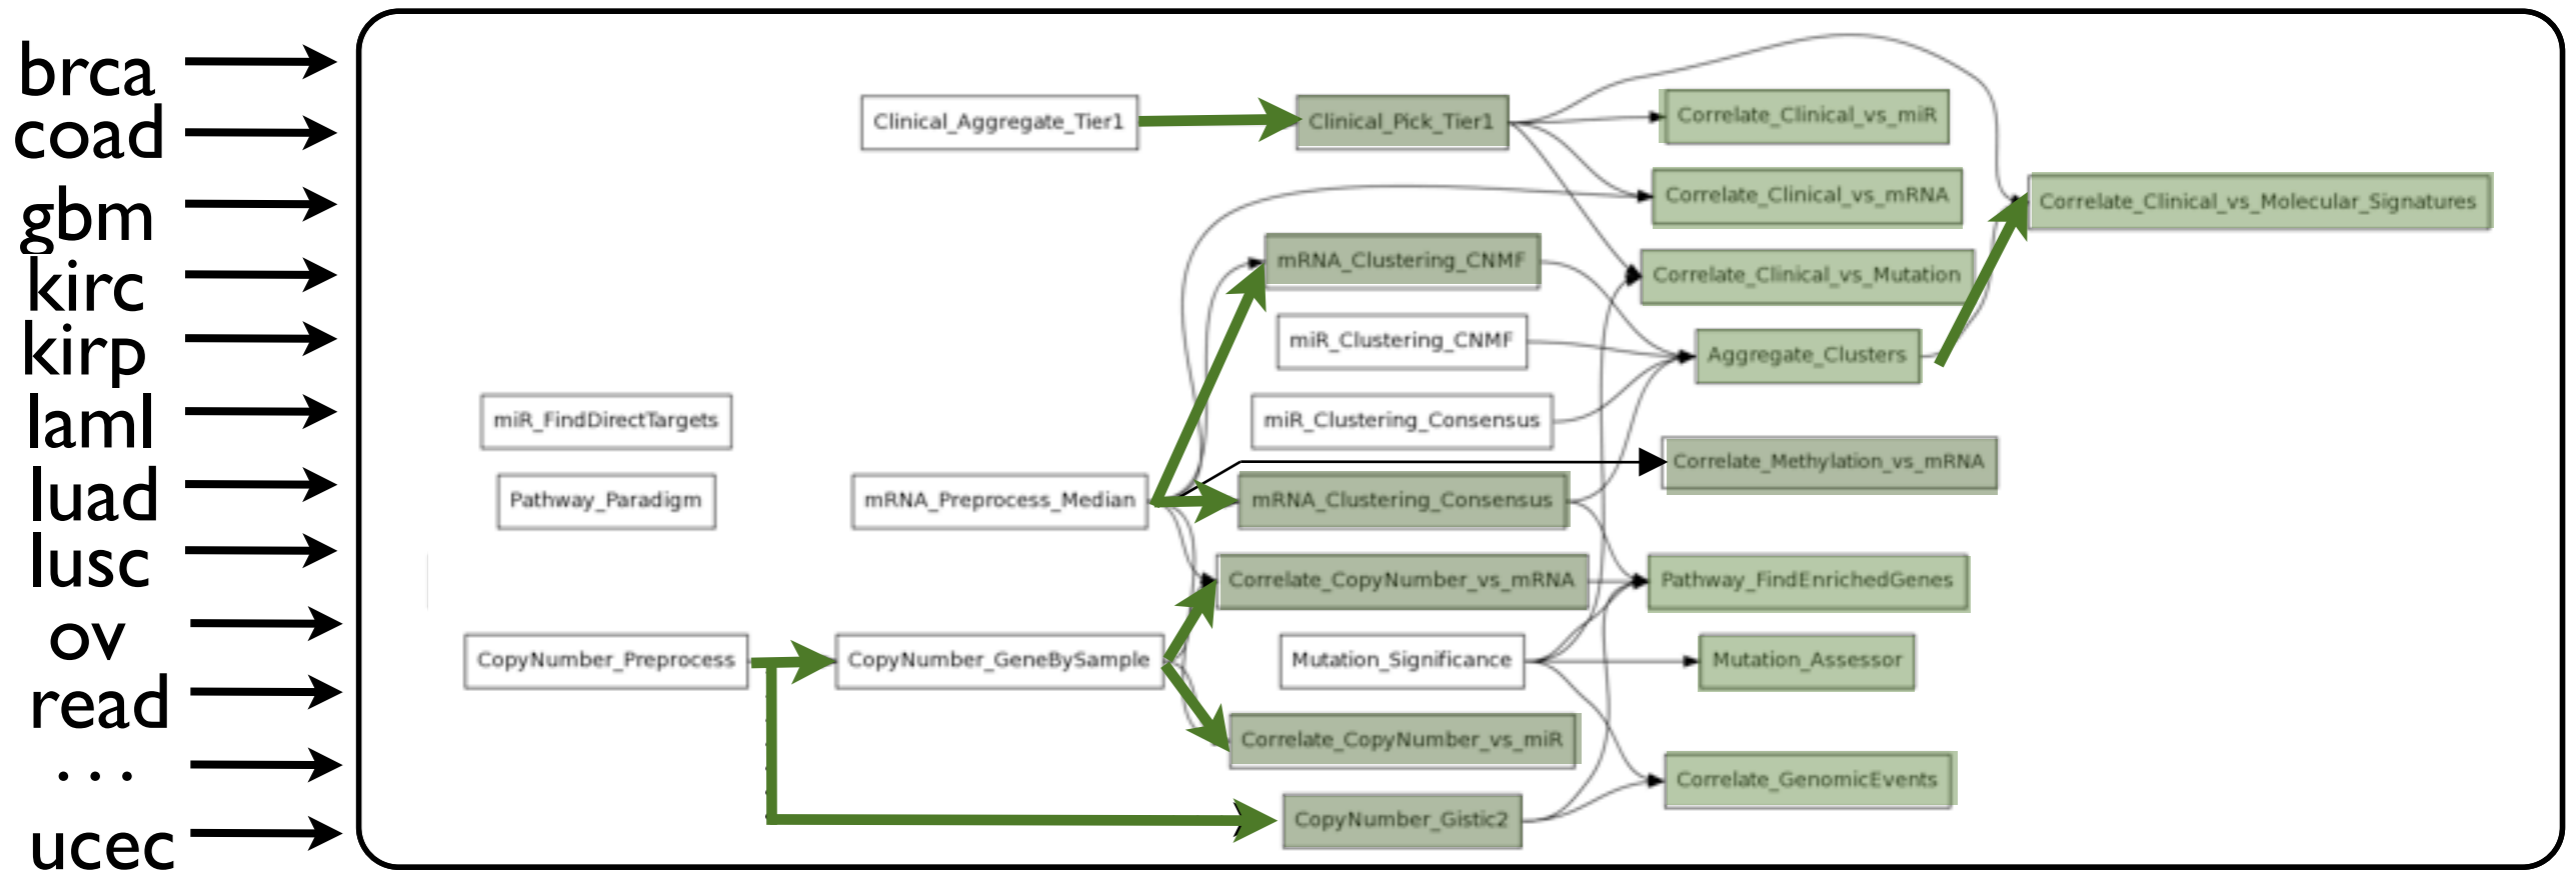 brca
coad
gbm
kirc
kirp
laml
luad
lusc
ov
read
...
ucec
Clinical_Aggregate_Tier1
Clinical_Pick_Tier1
Correlate_Clinical_vs_miR
Correlate_Clinical_vs_mRNA
Correlate_Clinical_vs_Molecular_Signatures
mRNA_Clustering_CNMF
Correlate_Clinical_vs_Mutation
miR_Clustering_CNMF
Aggregate_Clusters
miR_FindDirectTargets
miR_Clustering_Consensus
Correlate_Methylation_vs_mRNA
Pathway_Paradigm
mRNA_Preprocess_Median
mRNA_Clustering_Consensus
Correlate_CopyNumber_vs_mRNA
Pathway_FindEnrichedGenes
CopyNumber_Preprocess
CopyNumber_GeneBySample
Mutation_Significance
Mutation_Assessor
Correlate_CopyNumber_vs_miR
Correlate_GenomicEvents
CopyNumber_Gistic2